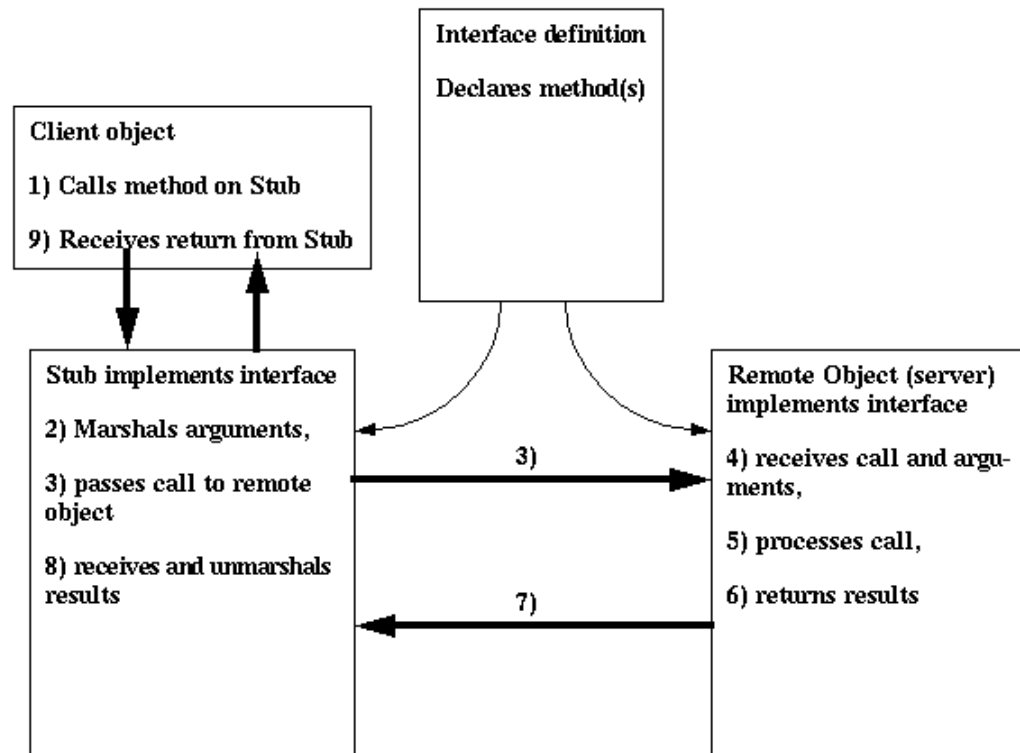 Interface definition
Declares method(s)
Client object
1) Calls method on Stub
9) Receives return from Stub
Stub implements interface
2) Marshals arguments,
3) passes call to remote
object
8) receives and unmarshals
results
3)
7)
Remote Object (server)
implements interface
4) receives call and argu-
ments,
5) processes call,
6) returns results